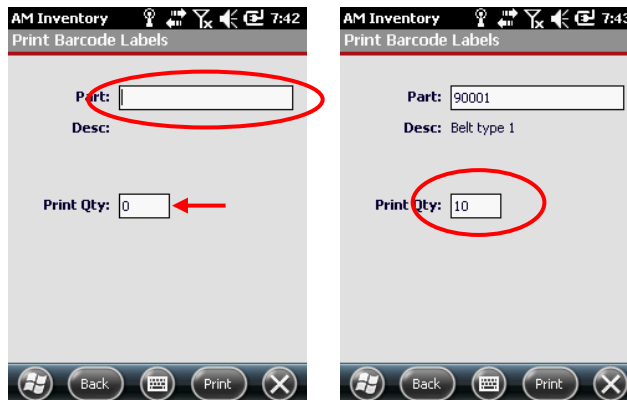 AM Inventory 7:42
Print Barcode Labels
Part:
Desc:
Print Qty: 0
Back Print
AM Inventory 7:43
Print Barcode Labels
Part: 90001
Desc: Belt type 1
Print Qty: 10
Back Print